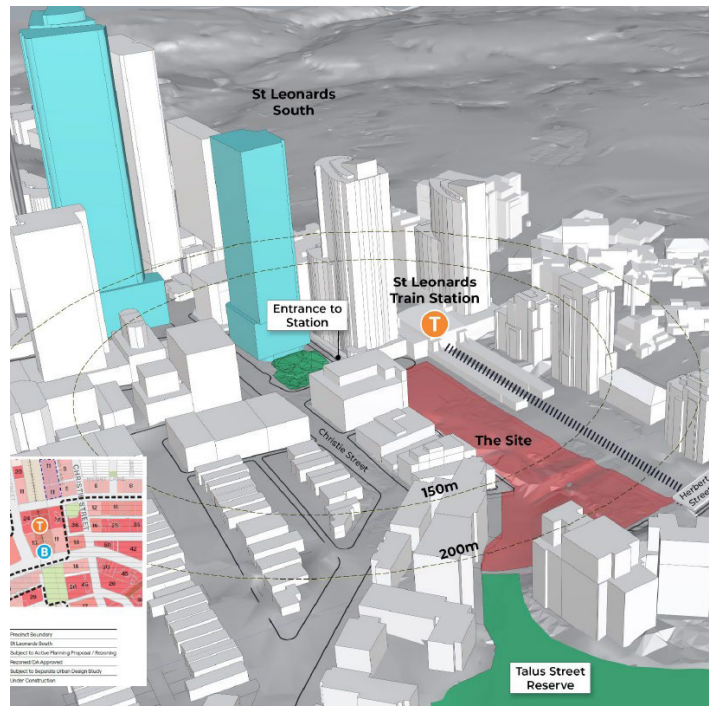 St Leonards
South
St Leonards
Train Station
T
Entrance to
Station
The Site
Christie Street
150m
200m
Herbert
Street
Talus Street
Reserve
CHRISTIE STREET
T
B
Precinct Boundary
St Leonards South
Subject to Active Planning Proposal / Rezoning
Rezoned/DA Approved
Subject to Separate Urban Design Study
Under Construction